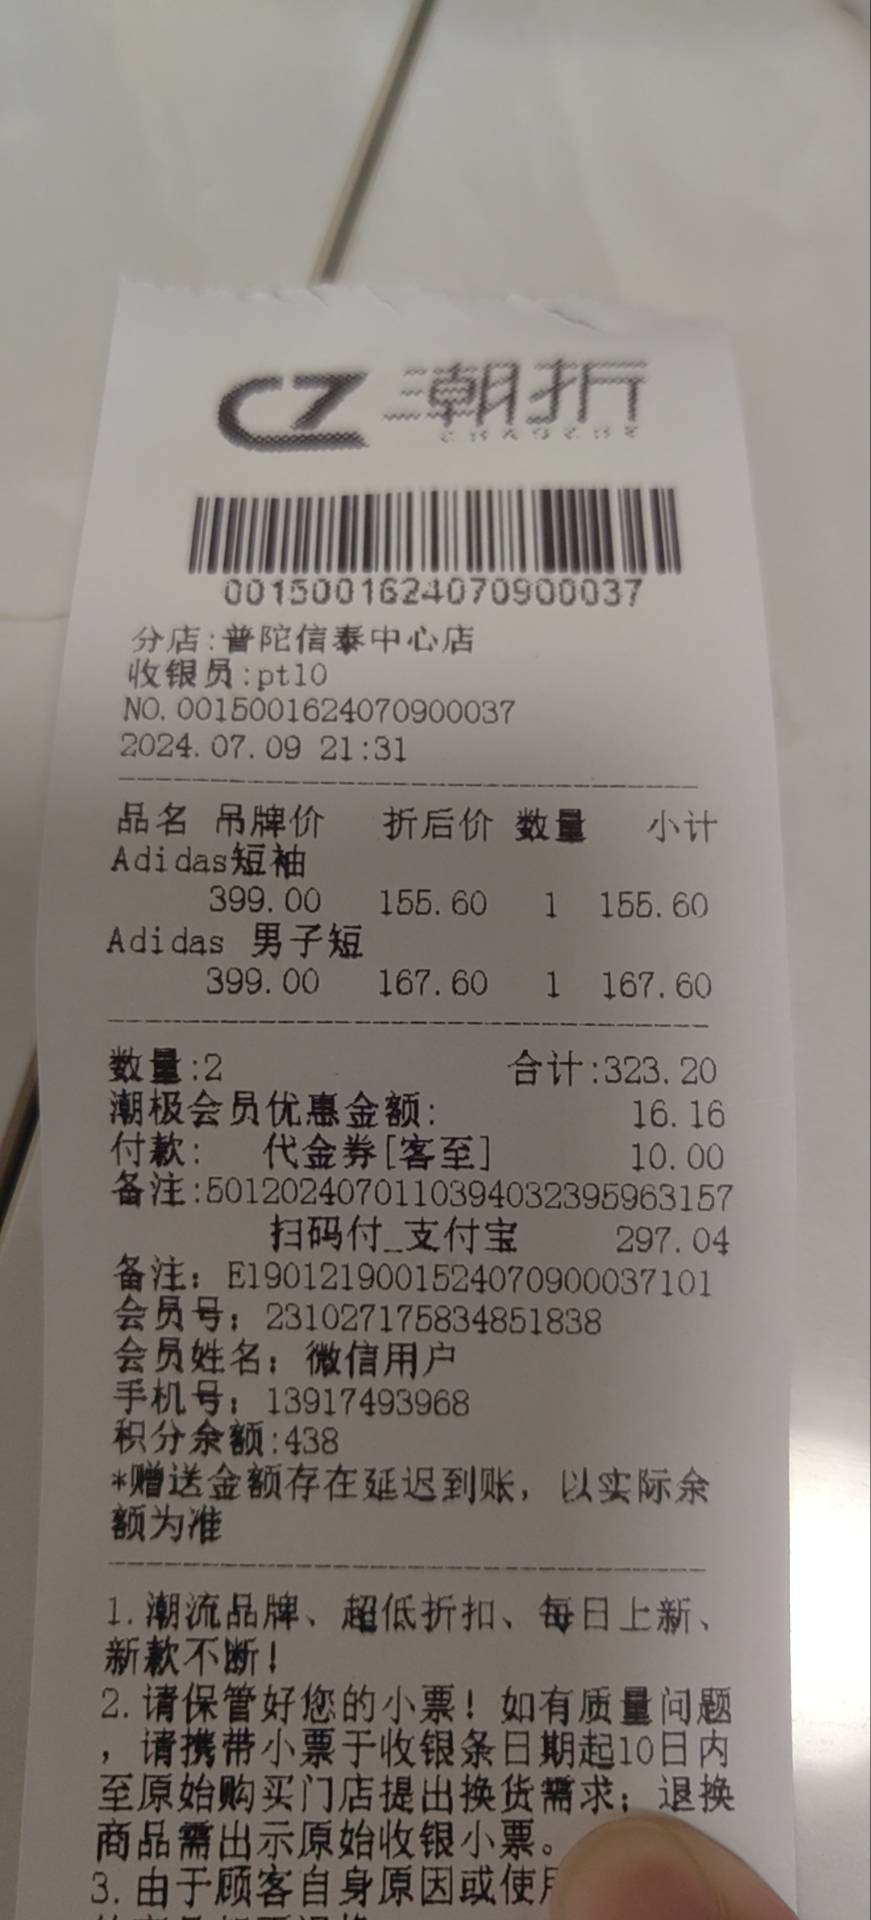 CZ 潮折
CHAOZHE
0015001624070900037
分店:普陀信泰中心店
收银员:pt10
NO.0015001624070900037
2024.07.09 21:31
品名 吊牌价 折后价 数量 小计
Adidas短袖
399.00 155.60 1 155.60
Adidas 男子短
399.00 167.60 1 167.60
数量:2 合计:323.20
潮极会员优惠金额: 16.16
付款: 代金券[客至] 10.00
备注:5012024070110394032395963157
扫码付_支付宝 297.04
备注: E1901219001524070900037101
会员号: 231027175834851838
会员姓名: 微信用户
手机号: 13917493968
积分余额:438
*赠送金额存在延迟到账, 以实际余
额为准
1.潮流品牌、超低折扣、每日上新、
新款不断!
2.请保管好您的小票!如有质量问题
,请携带小票于收银条日期起10日内
至原始购买门店提出换货需求;退换
商品需出示原始收银小票。
3.由于顾客自身原因或使